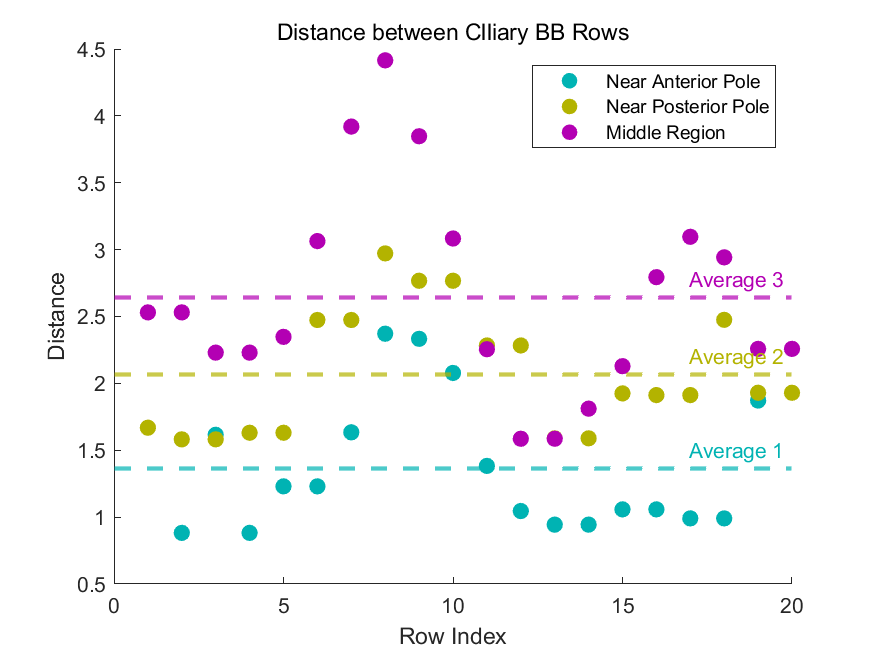 Distance between CIliary BB Rows
Near Anterior Pole
Near Posterior Pole
Middle Region
4.5
4
3.5
3
2.5
2
1.5
1
0.5
Distance
Average 3
Average 2
Average 1
0
5
10
15
20
Row Index